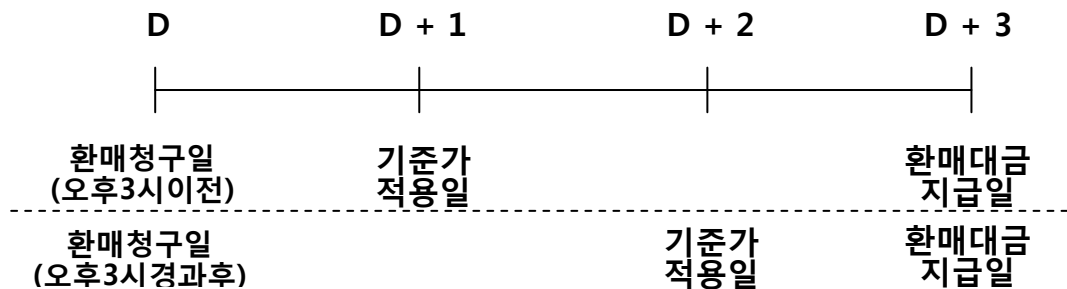 D D + 1 D + 2 D + 3
환매청구일 기준가 환매대금
(오후3시이전) 적용일 지급일
환매청구일 기준가 환매대금
(오후3시경과후) 적용일 지급일